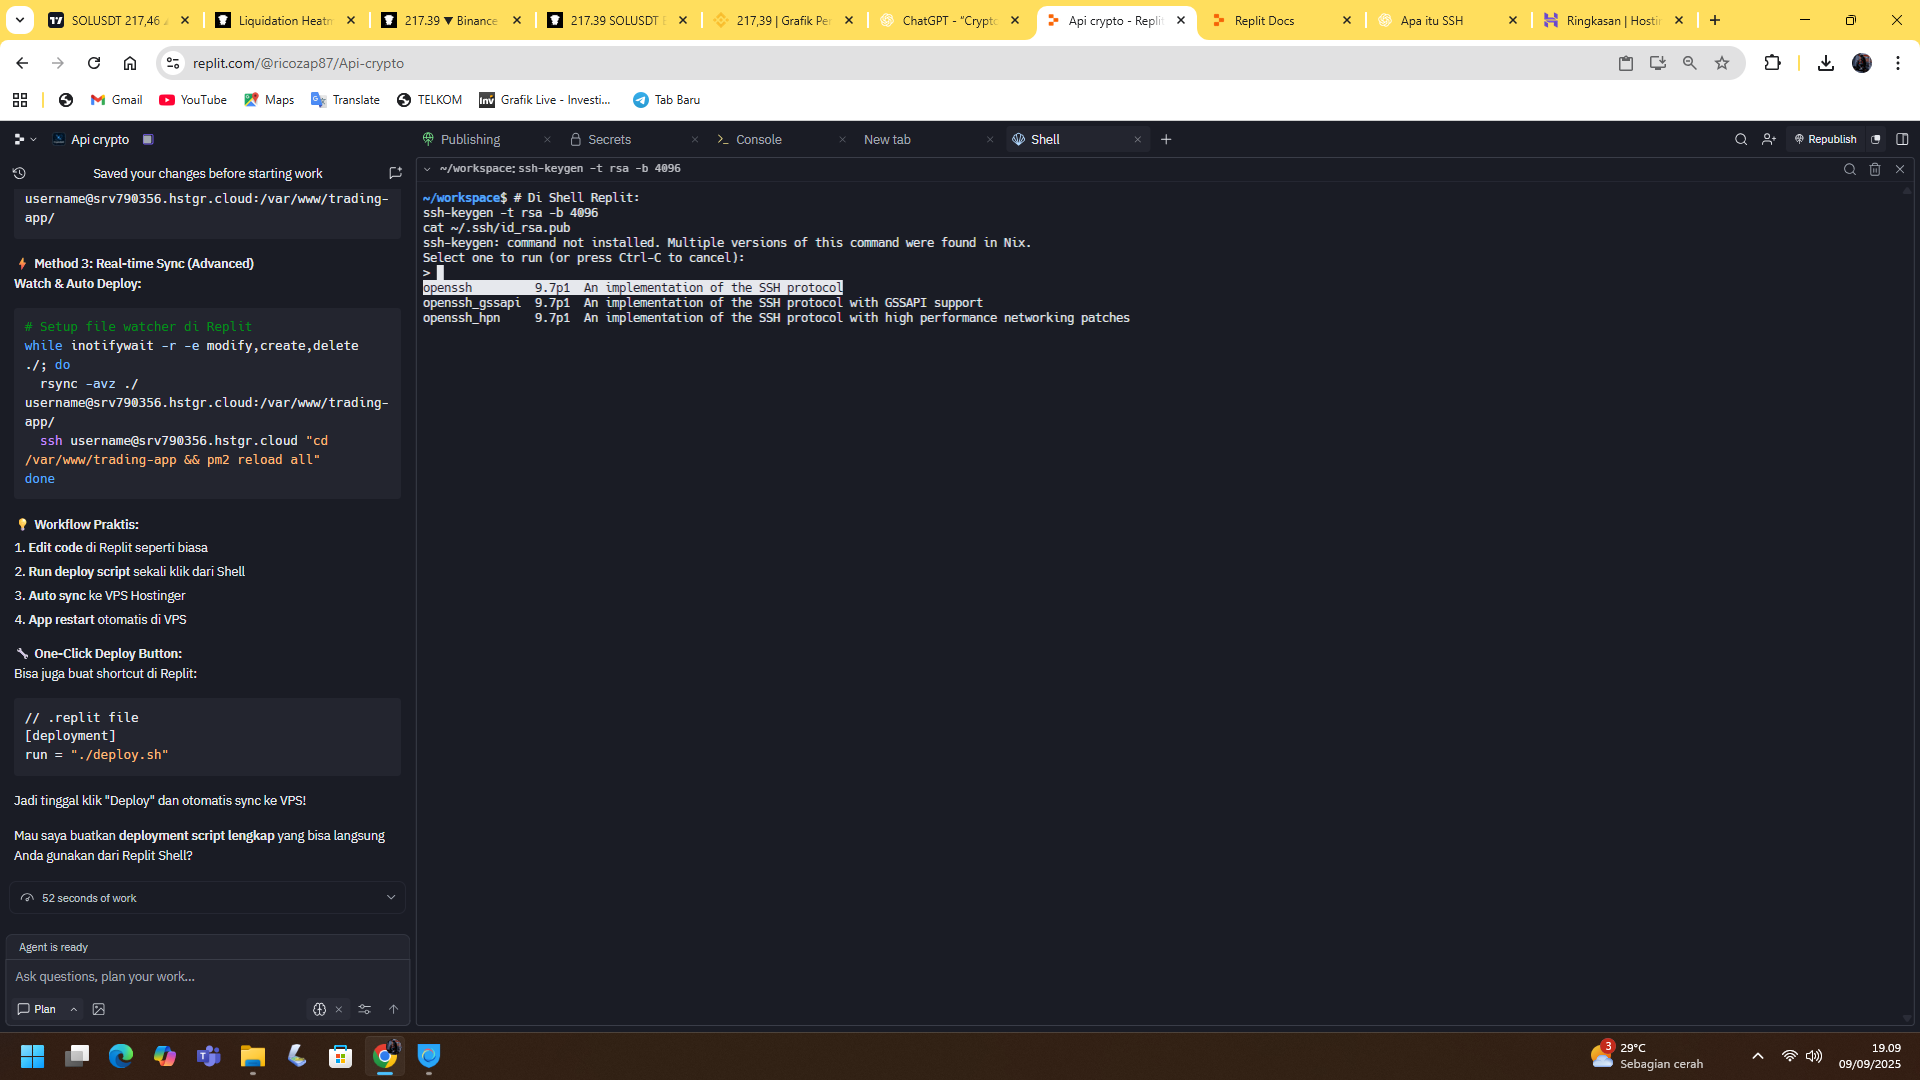 SOLUSDT 217,46
Liquidation Heatm
217.39 ▼ Binance
217.39 SOLUSDT
217,39 | Grafik Per
ChatGPT - "Crypto
Api crypto - Replit
Replit Docs
Apa itu SSH
Ringkasan | Hosti
replit.com/@ricozap87/Api-crypto
Gmail
YouTube
Maps
Translate
TELKOM
Inv Grafik Live - Investi...
Tab Baru
Api crypto
Publishing
Secrets
Console
New tab
Shell
Republish
Saved your changes before starting work
~/workspace: ssh-keygen -t rsa -b 4096
username@srv790356.hstgr.cloud:/var/www/trading-
app/
⚡ Method 3: Real-time Sync (Advanced)
Watch & Auto Deploy:
# Setup file watcher di Replit
while inotifywait -r -e modify,create,delete
./; do
rsync -avz ./
username@srv790356.hstgr.cloud:/var/www/trading-
app/
ssh username@srv790356.hstgr.cloud "cd
/var/www/trading-app && pm2 reload all"
done
💡 Workflow Praktis:
1. Edit code di Replit seperti biasa
2. Run deploy script sekali klik dari Shell
3. Auto sync ke VPS Hostinger
4. App restart otomatis di VPS
🔧 One-Click Deploy Button:
Bisa juga buat shortcut di Replit:
// .replit file
[deployment]
run = "./deploy.sh"
Jadi tinggal klik "Deploy" dan otomatis sync ke VPS!
Mau saya buatkan deployment script lengkap yang bisa langsung
Anda gunakan dari Replit Shell?
52 seconds of work
Agent is ready
Ask questions, plan your work...
Plan
~/workspace$ # Di Shell Replit:
ssh-keygen -t rsa -b 4096
cat ~/.ssh/id_rsa.pub
ssh-keygen: command not installed. Multiple versions of this command were found in Nix.
Select one to run (or press Ctrl-C to cancel):
>
openssh 9.7p1 An implementation of the SSH protocol
openssh_gssapi 9.7p1 An implementation of the SSH protocol with GSSAPI support
openssh_hpn 9.7p1 An implementation of the SSH protocol with high performance networking patches
3
29°C
Sebagian cerah
19.09
09/09/2025